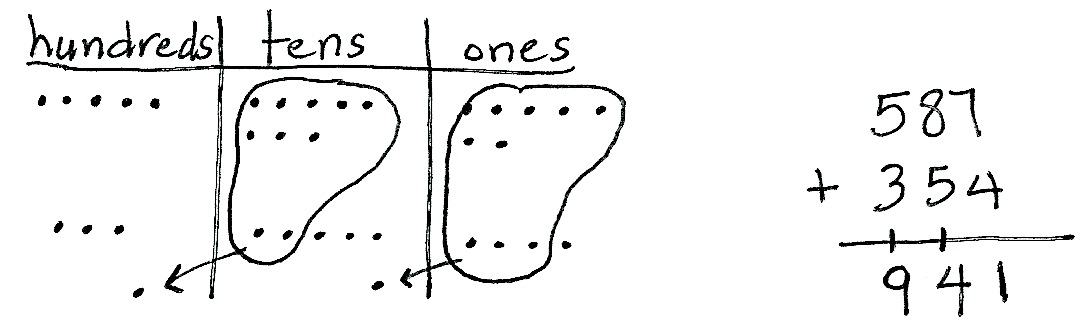 hundreds tens ones
587
+ 354
941